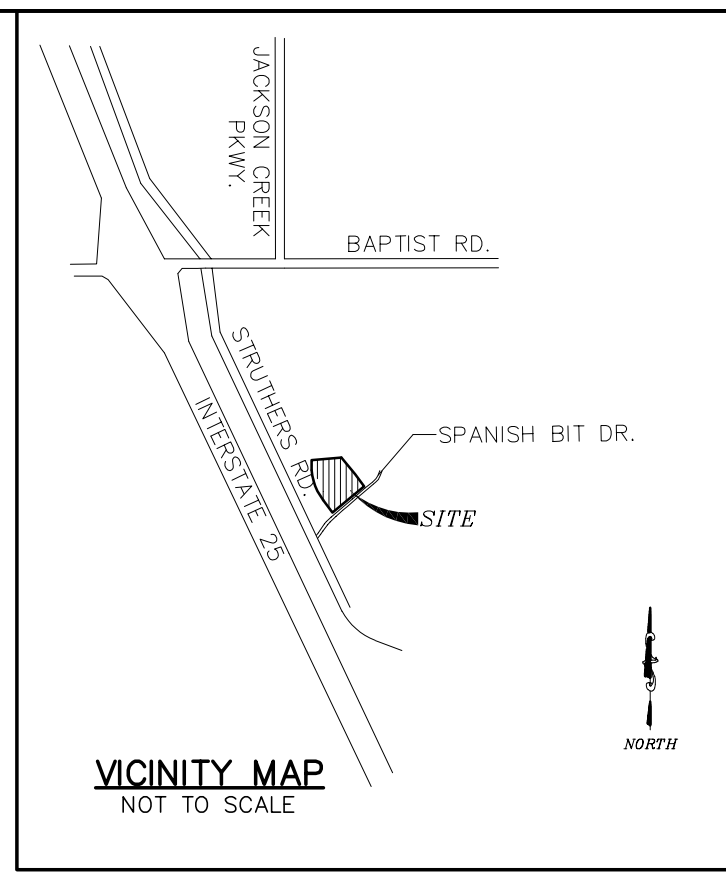 JACKSON CREEK
PKWY.
BAPTIST RD.
STRUTHERS RD.
INTERSTATE 25
SPANISH BIT DR.
SITE
NORTH
VICINITY MAP
NOT TO SCALE